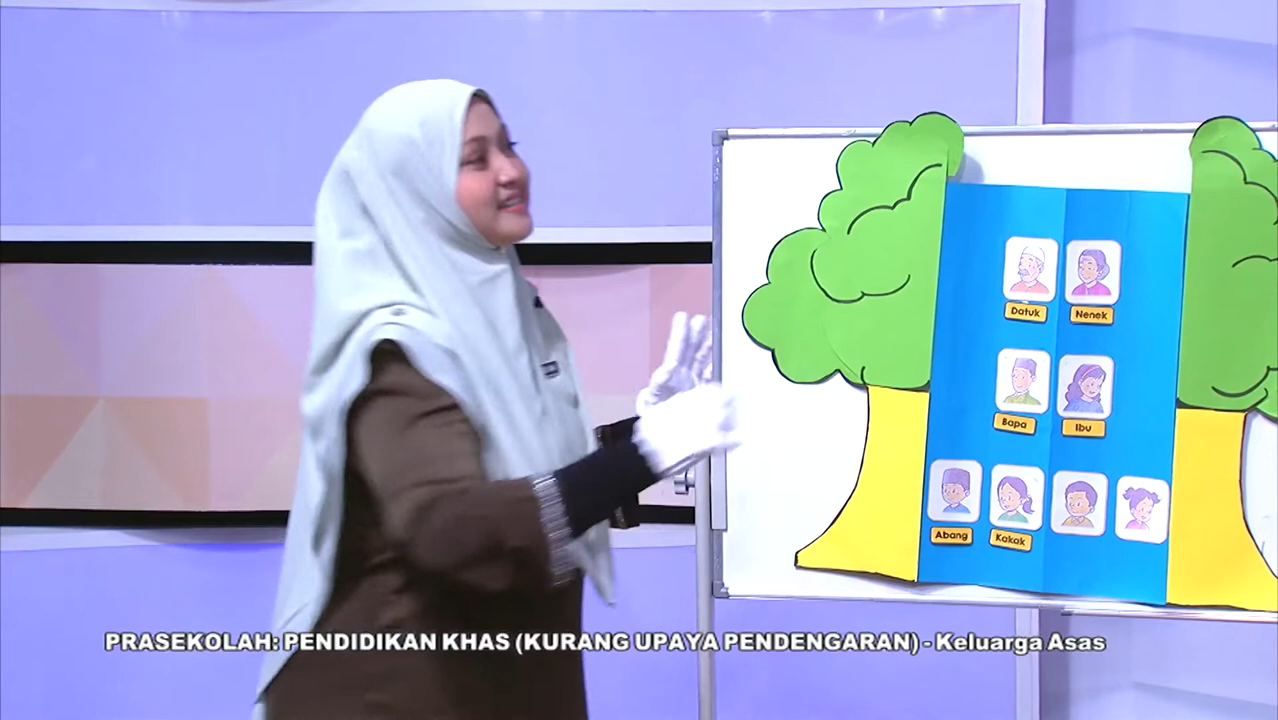 Datuk Nenek
Bapa Ibu
Abang Kakak
PRASEKOLAH: PENDIDIKAN KHAS (KURANG UPAYA PENDENGARAN) - Keluarga Asas